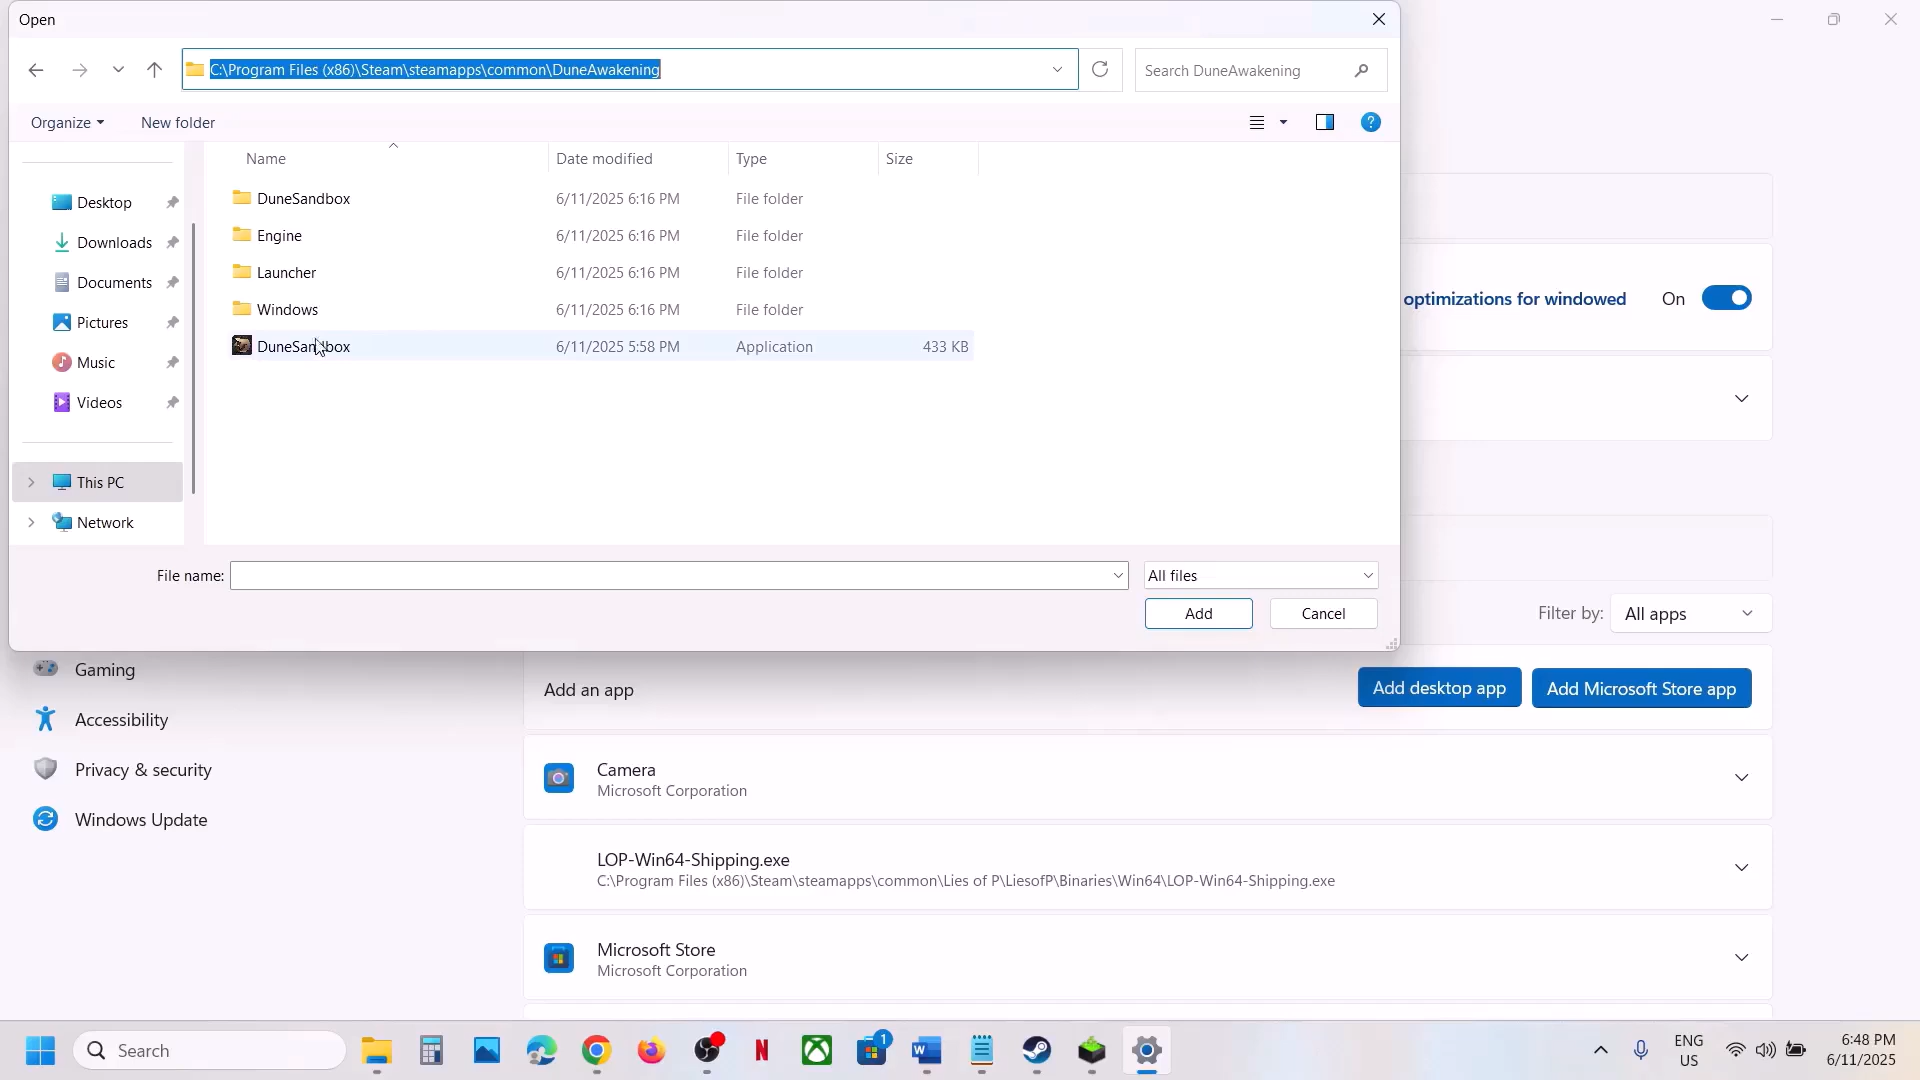 Open
C:\Program Files (x86)\Steam\steamapps\common\DuneAwakening
Search DuneAwakening
Organize
New folder
Name
Date modified
Type
Size
DuneSandbox 6/11/2025 6:16 PM File folder
Engine 6/11/2025 6:16 PM File folder
Launcher 6/11/2025 6:16 PM File folder
Windows 6/11/2025 6:16 PM File folder
DuneSandbox 6/11/2025 5:58 PM Application 433 KB
Desktop
Downloads
Documents
Pictures
Music
Videos
This PC
Network
File name:
All files
Add
Cancel
optimizations for windowed
On
Filter by:
All apps
Gaming
Accessibility
Privacy & security
Windows Update
Add an app
Add desktop app
Add Microsoft Store app
Camera
Microsoft Corporation
LOP-Win64-Shipping.exe
C:\Program Files (x86)\Steam\steamapps\common\Lies of P\LiesofP\Binaries\Win64\LOP-Win64-Shipping.exe
Microsoft Store
Microsoft Corporation
Search
1
ENG
US
6:48 PM
6/11/2025